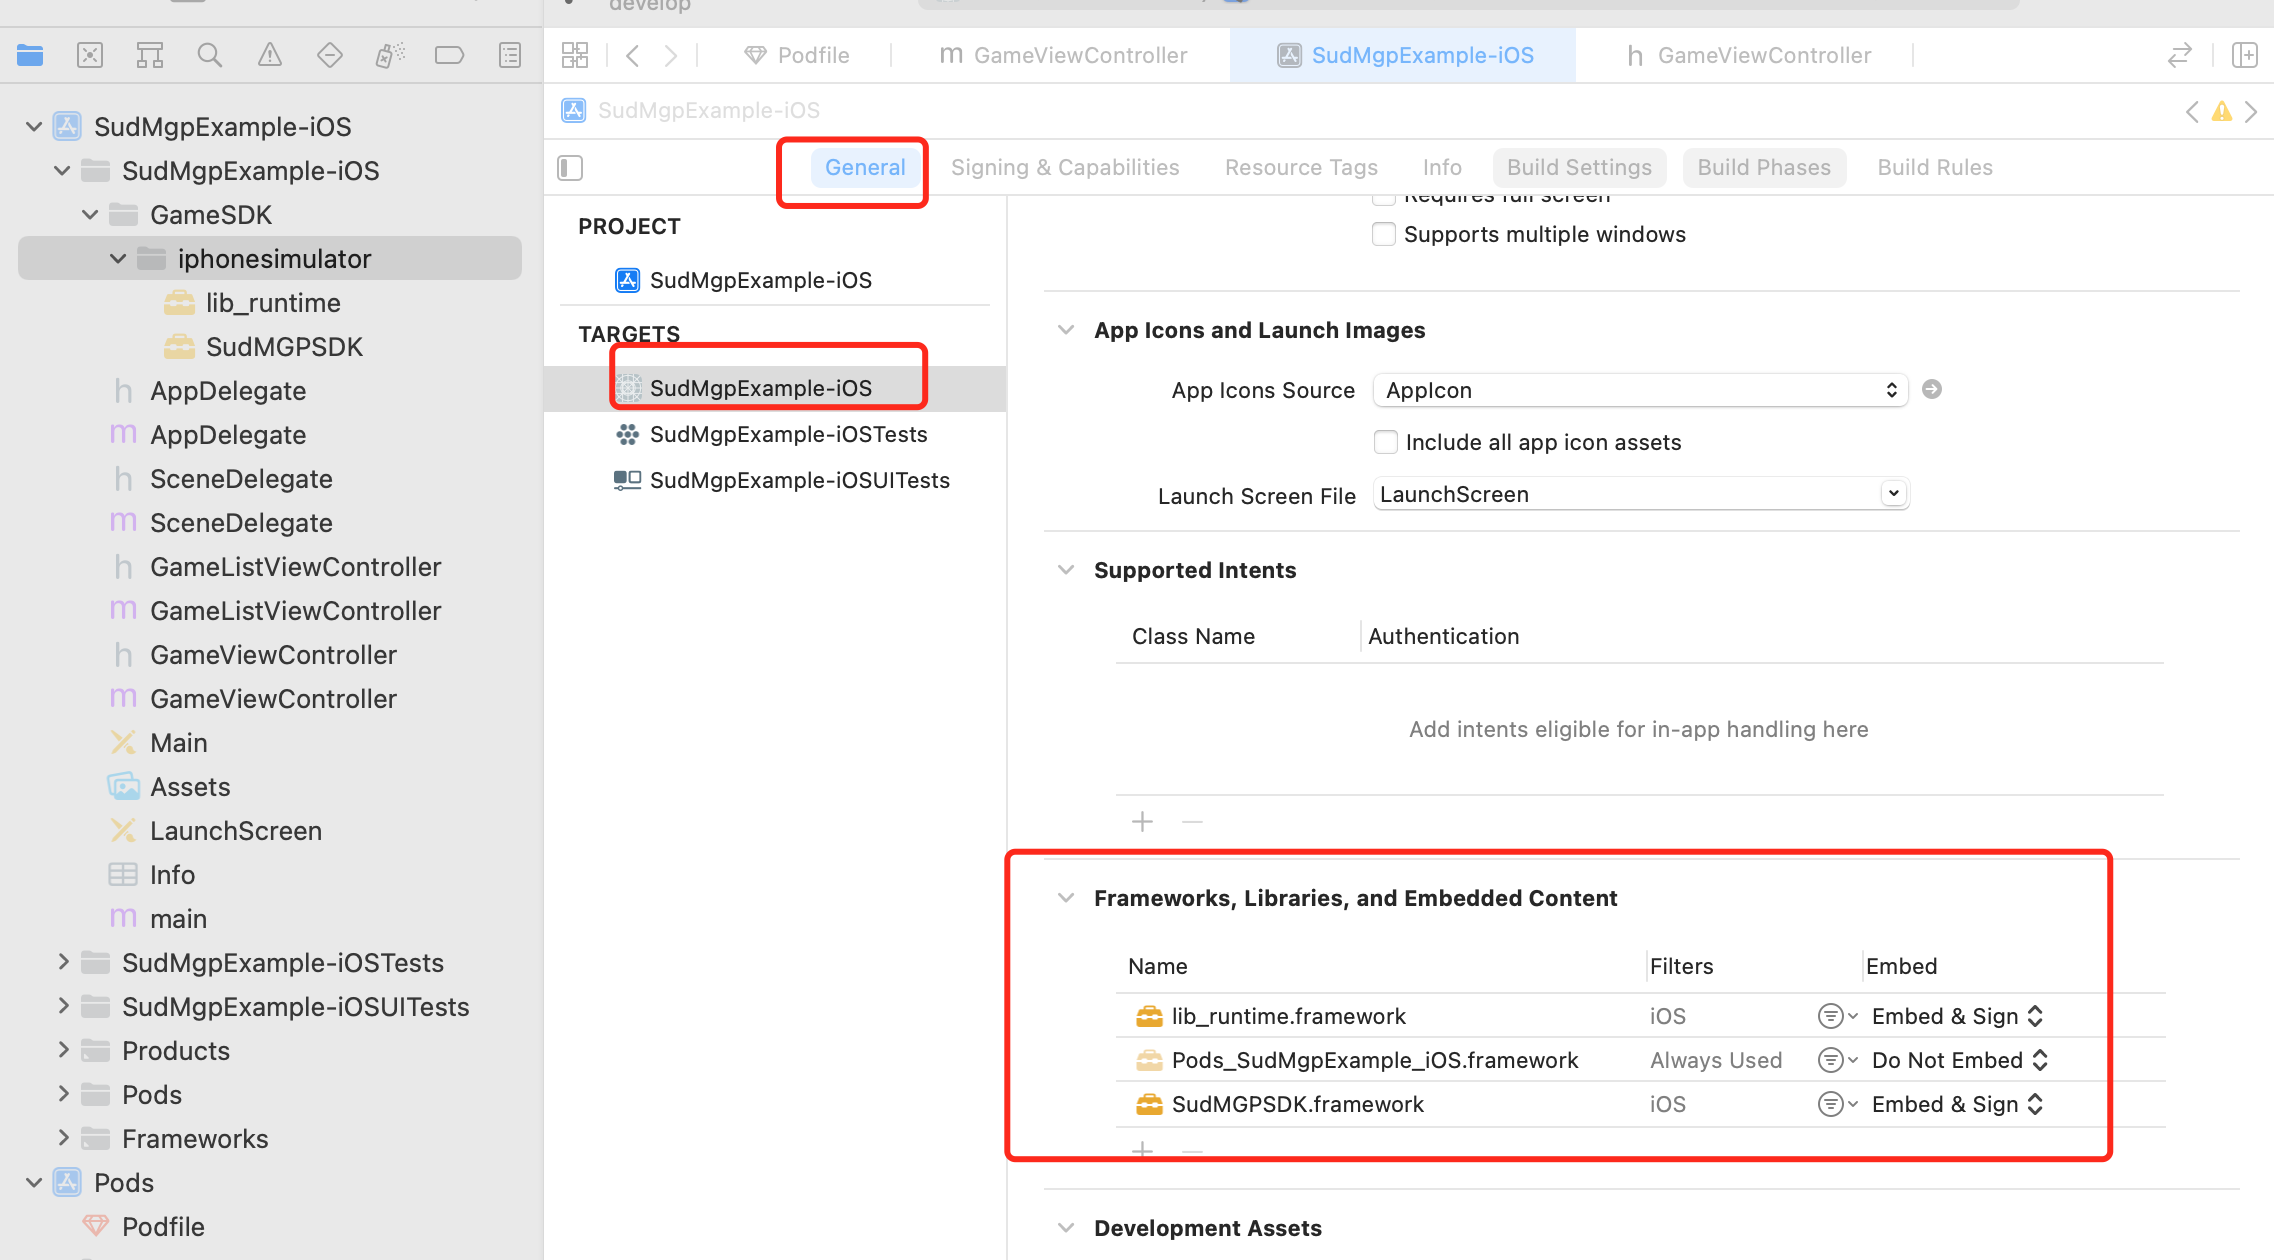 develop
Podfile
m GameViewController
SudMgpExample-iOS
h GameViewController
SudMgpExample-iOS
General
Signing & Capabilities
Resource Tags
Info
Build Settings
Build Phases
Build Rules
SudMgpExample-iOS
SudMgpExample-iOS
GameSDK
iphonesimulator
lib_runtime
SudMGPSDK
h AppDelegate
m AppDelegate
h SceneDelegate
m SceneDelegate
h GameListViewController
m GameListViewController
h GameViewController
m GameViewController
Main
Assets
LaunchScreen
Info
m main
SudMgpExample-iOSTests
SudMgpExample-iOSUITests
Products
Pods
Frameworks
Pods
Podfile
PROJECT
SudMgpExample-iOS
TARGETS
SudMgpExample-iOS
SudMgpExample-iOSTests
SudMgpExample-iOSUITests
Requires full screen
Supports multiple windows
App Icons and Launch Images
App Icons Source AppIcon
Include all app icon assets
Launch Screen File LaunchScreen
Supported Intents
Class Name Authentication
Add intents eligible for in-app handling here
Frameworks, Libraries, and Embedded Content
Name Filters Embed
lib_runtime.framework iOS Embed & Sign
Pods_SudMgpExample_iOS.framework Always Used Do Not Embed
SudMGPSDK.framework iOS Embed & Sign
Development Assets